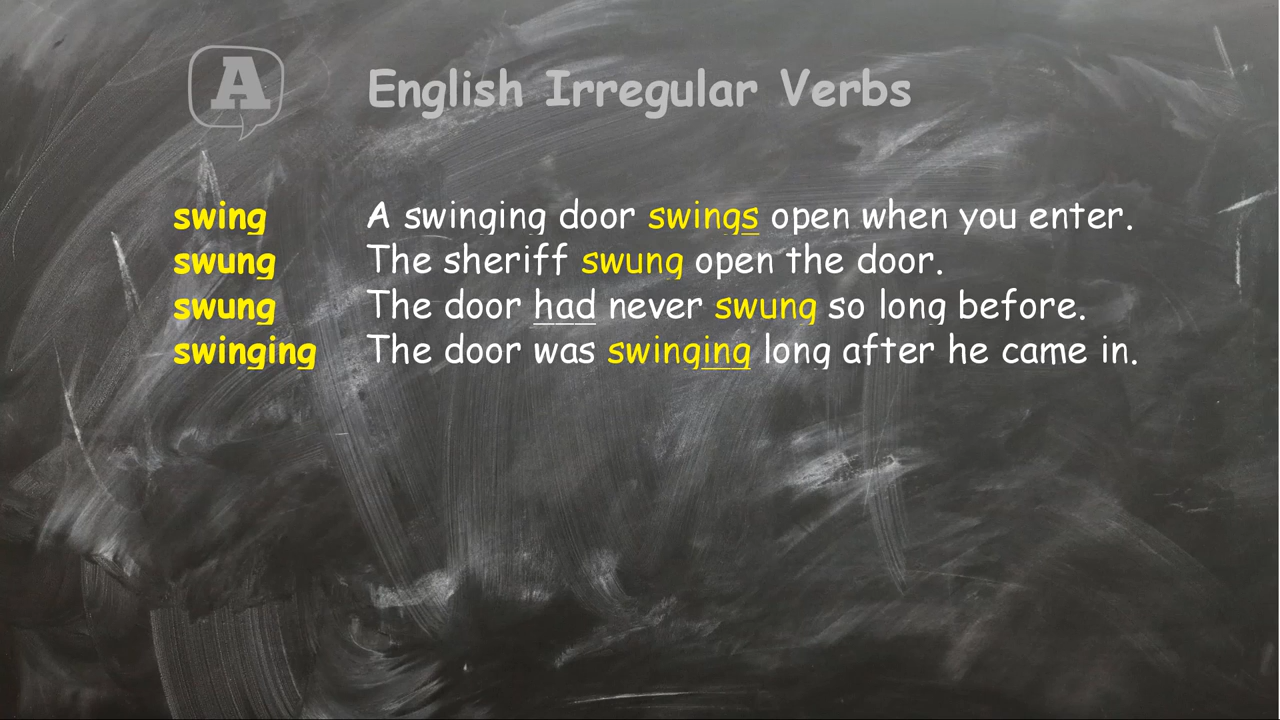 A English Irregular Verbs
swing A swinging door swings open when you enter.
swung The sheriff swung open the door.
swung The door had never swung so long before.
swinging The door was swinging long after he came in.